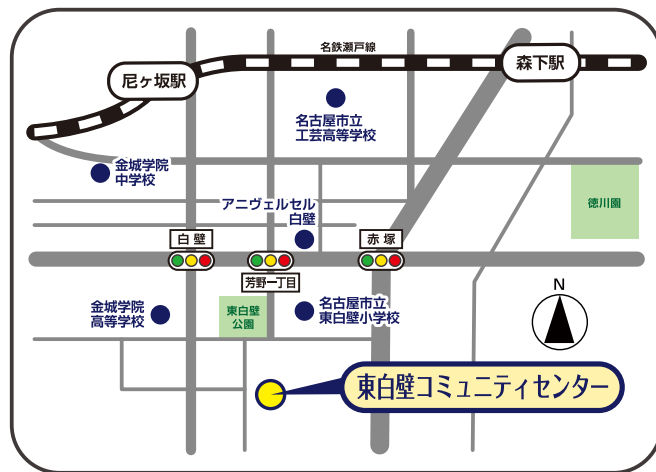 名鉄瀬戸線
尼ヶ坂駅
森下駅
名古屋市立
工芸高等学校
金城学院
中学校
徳川園
アニヴェルセル
白壁
白壁
赤塚
芳野一丁目
金城学院
高等学校
東白壁
公園
名古屋市立
東白壁小学校
N
東白壁コミュニティセンター